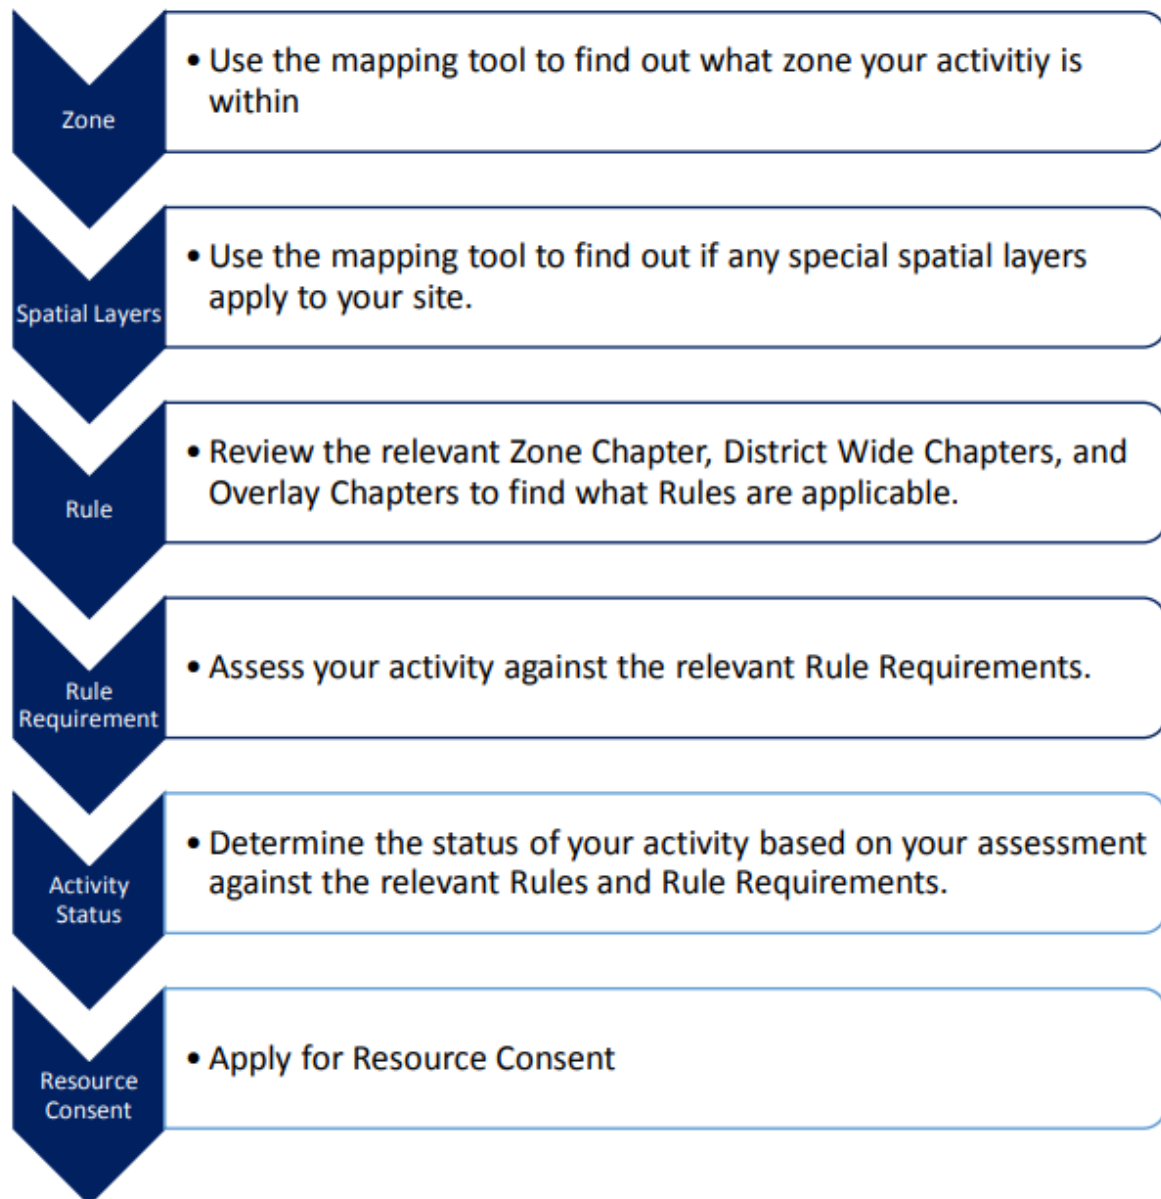 Zone
• Use the mapping tool to find out what zone your activitiy is
within
Spatial Layers
• Use the mapping tool to find out if any special spatial layers
apply to your site.
Rule
• Review the relevant Zone Chapter, District Wide Chapters, and
Overlay Chapters to find what Rules are applicable.
Rule
Requirement
• Assess your activity against the relevant Rule Requirements.
Activity
Status
• Determine the status of your activity based on your assessment
against the relevant Rules and Rule Requirements.
Resource
Consent
• Apply for Resource Consent